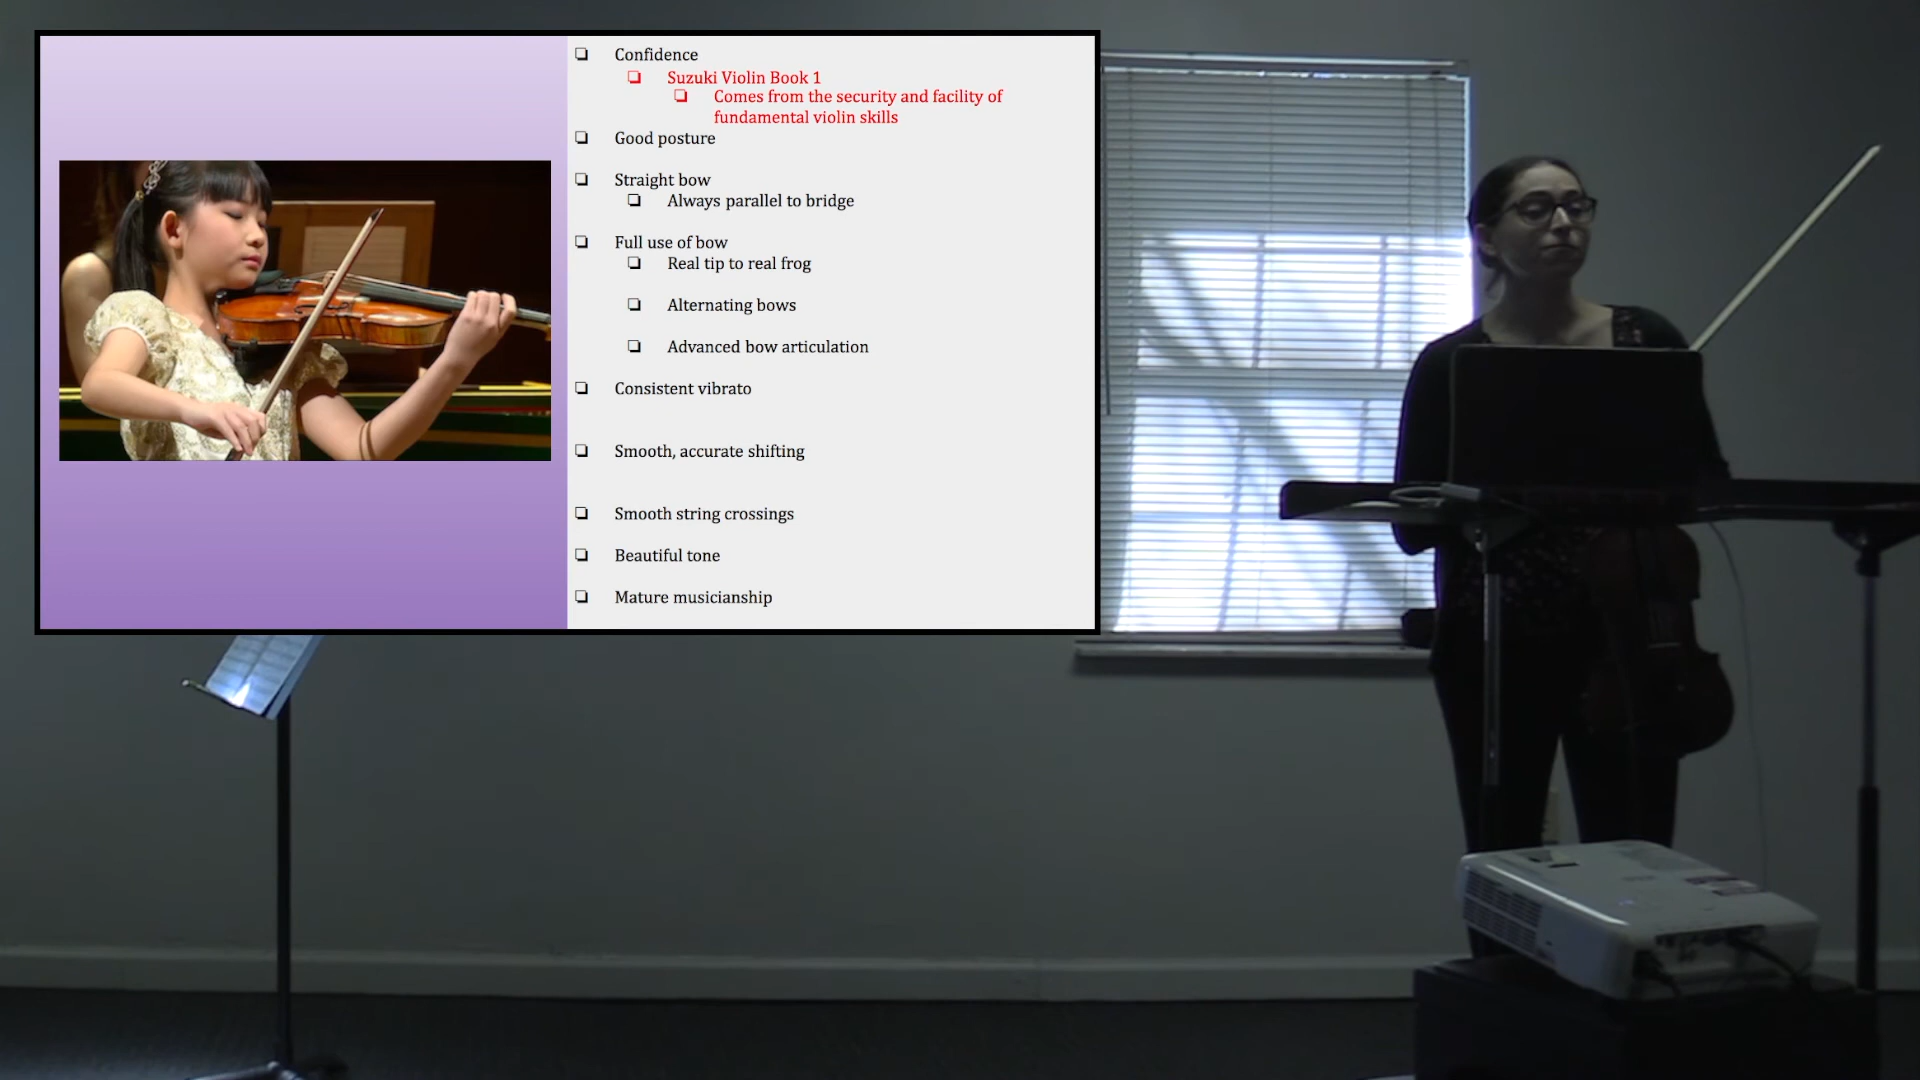 Confidence
Suzuki Violin Book 1
Comes from the security and facility of
fundamental violin skills
Good posture
Straight bow
Always parallel to bridge
Full use of bow
Real tip to real frog
Alternating bows
Advanced bow articulation
Consistent vibrato
Smooth, accurate shifting
Smooth string crossings
Beautiful tone
Mature musicianship